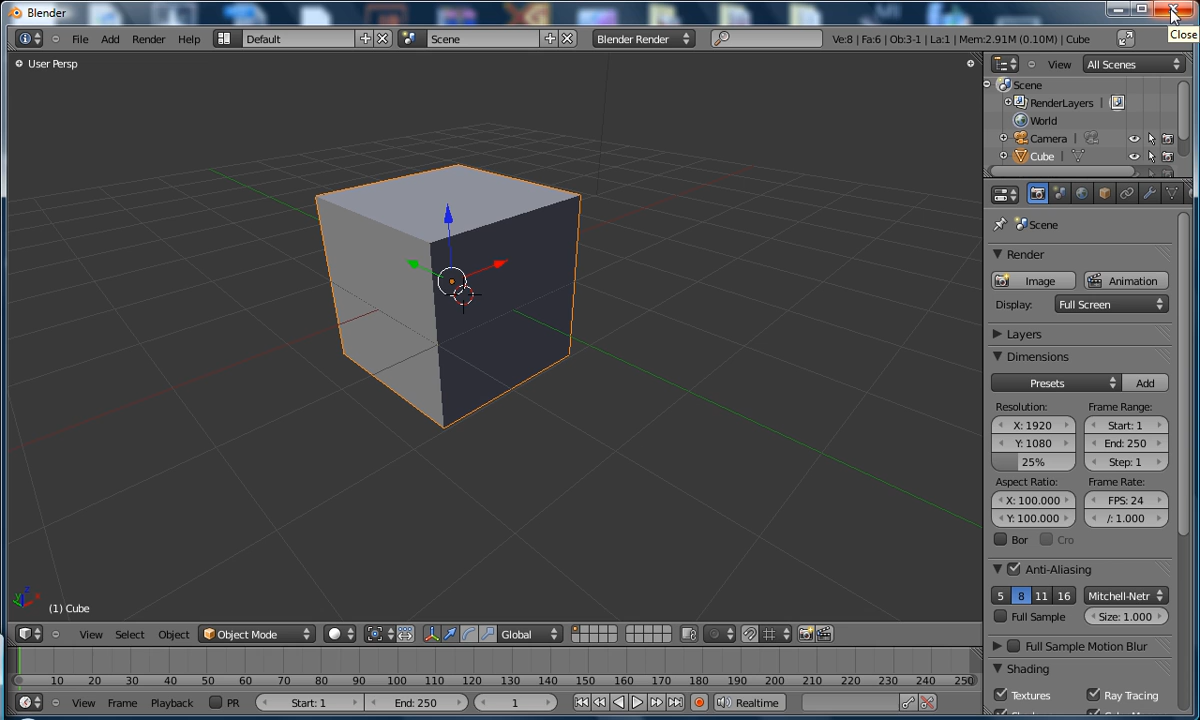 Blender
Close
File Add Render Help Default Scene Blender Render Ve:8 | Fa:6 | Ob:3-1 | La:1 | Mem:2.91M (0.10M) | Cube
User Persp
View All Scenes
Scene
RenderLayers |
World
Camera |
Cube |
Scene
Render
Image Animation
Display: Full Screen
Layers
Dimensions
Presets Add
Resolution: Frame Range:
X: 1920 Start: 1
Y: 1080 End: 250
25% Step: 1
Aspect Ratio: Frame Rate:
X: 100.000 FPS: 24
Y: 100.000 /: 1.000
Bor Cro
Anti-Aliasing
5 8 11 16 Mitchell-Netr
Full Sample Size: 1.000
Full Sample Motion Blur
Shading
Textures Ray Tracing
(1) Cube
View Select Object Object Mode Global
10 20 30 40 50 60 70 80 90 100 110 120 130 140 150 160 170 180 190 200 210 220 230 240 250
View Frame Playback PR Start: 1 End: 250 1 Realtime